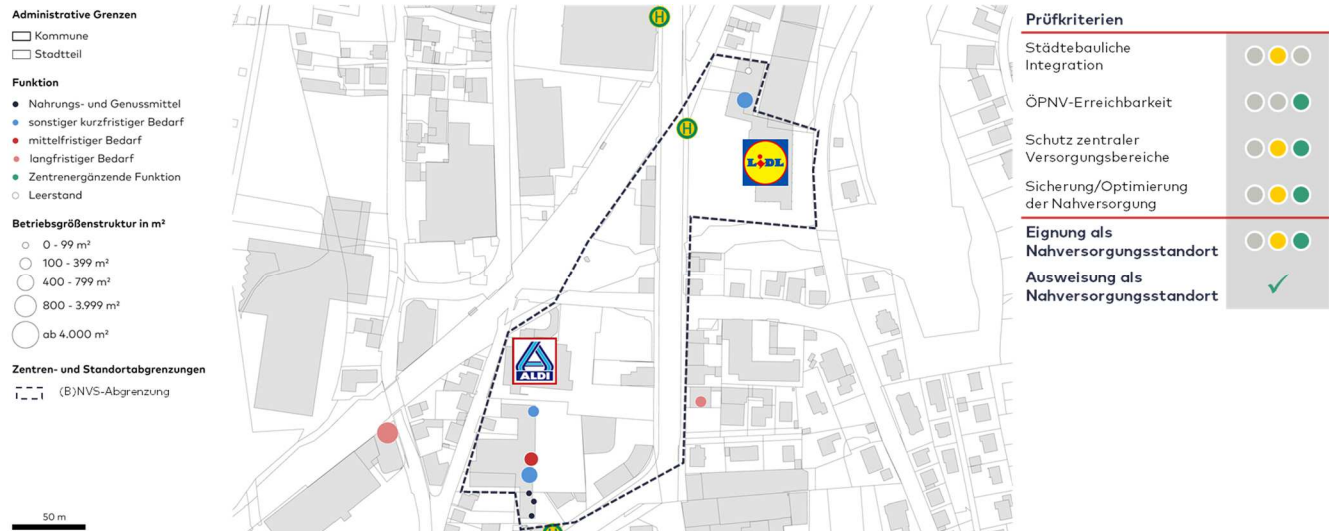 Administrative Grenzen
Kommune
Stadtteil
Funktion
Nahrungs- und Genussmittel
sonstiger kurzfristiger Bedarf
mittelfristiger Bedarf
langfristiger Bedarf
Zentrenergänzende Funktion
Leerstand
Betriebsgrößenstruktur in m²
0 - 99 m²
100 - 399 m²
400 - 799 m²
800 - 3.999 m²
ab 4.000 m²
Zentren- und Standortabgrenzungen
(B)NVS-Abgrenzung
50 m
H
H
LIDL
ALDI
H
Prüfkriterien
Städtebauliche
Integration
ÖPNV-Erreichbarkeit
Schutz zentraler
Versorgungsbereiche
Sicherung/Optimierung
der Nahversorgung
Eignung als
Nahversorgungsstandort
Ausweisung als
Nahversorgungsstandort